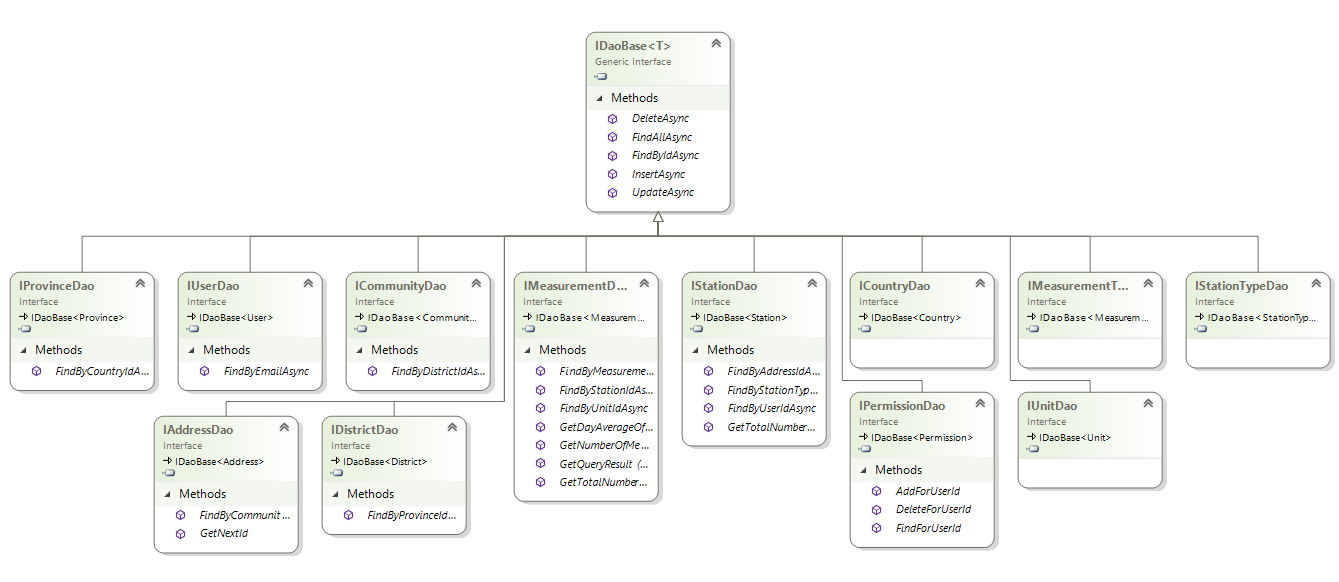 IDaoBase<T>
Generic Interface
Methods
DeleteAsync
FindAllAsync
FindByIdAsync
InsertAsync
UpdateAsync
IProvinceDao
Interface
IDaoBase<Province>
Methods
FindByCountryIdA...
IUserDao
Interface
IDaoBase<User>
Methods
FindByEmailAsync
ICommunityDao
Interface
IDaoBase<Communit...
Methods
FindByDistrictIdAs...
IMeasurementD...
Interface
IDaoBase<Measurem...
Methods
FindByMeasureme...
FindByStationIdAs...
FindByUnitIdAsync
GetDayAverageOf...
GetNumberOfMe...
GetQueryResult (...
GetTotalNumber...
IStationDao
Interface
IDaoBase<Station>
Methods
FindByAddressIdA...
FindByStationTyp...
FindByUserIdAsync
GetTotalNumber...
ICountryDao
Interface
IDaoBase<Country>
IMeasurementT...
Interface
IDaoBase<Measurem...
IStationTypeDao
Interface
IDaoBase<StationTyp...
IAddressDao
Interface
IDaoBase<Address>
Methods
FindByCommunit...
GetNextId
IDistrictDao
Interface
IDaoBase<District>
Methods
FindByProvinceId...
IPermissionDao
Interface
IDaoBase<Permission>
Methods
AddForUserId
DeleteForUserId
FindForUserId
IUnitDao
Interface
IDaoBase<Unit>